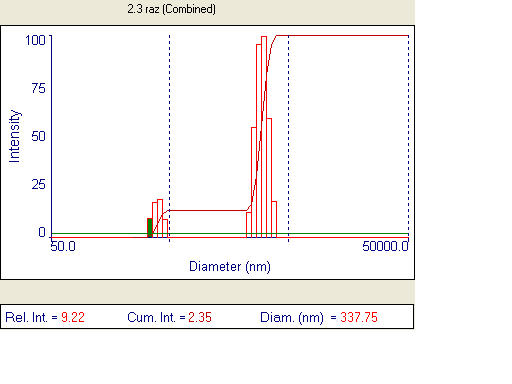 2.3 raz (Combined)
100
75
50
25
0
Intensity
50.0 50000.0
Diameter (nm)
Rel. Int. = 9.22 Cum. Int. = 2.35 Diam. (nm) = 337.75